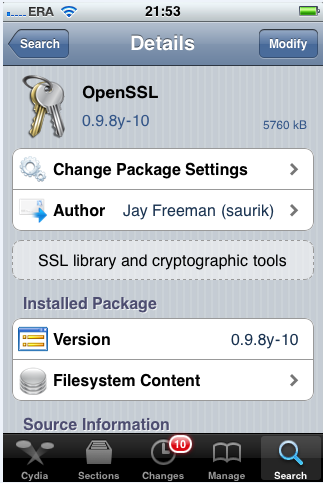 ERA 21:53
Search Details Modify
OpenSSL
0.9.8y-10 5760 kB
Change Package Settings
Author Jay Freeman (saurik)
SSL library and cryptographic tools
Installed Package
Version 0.9.8y-10
Filesystem Content
Source Information
10
Cydia Sections Changes Manage Search